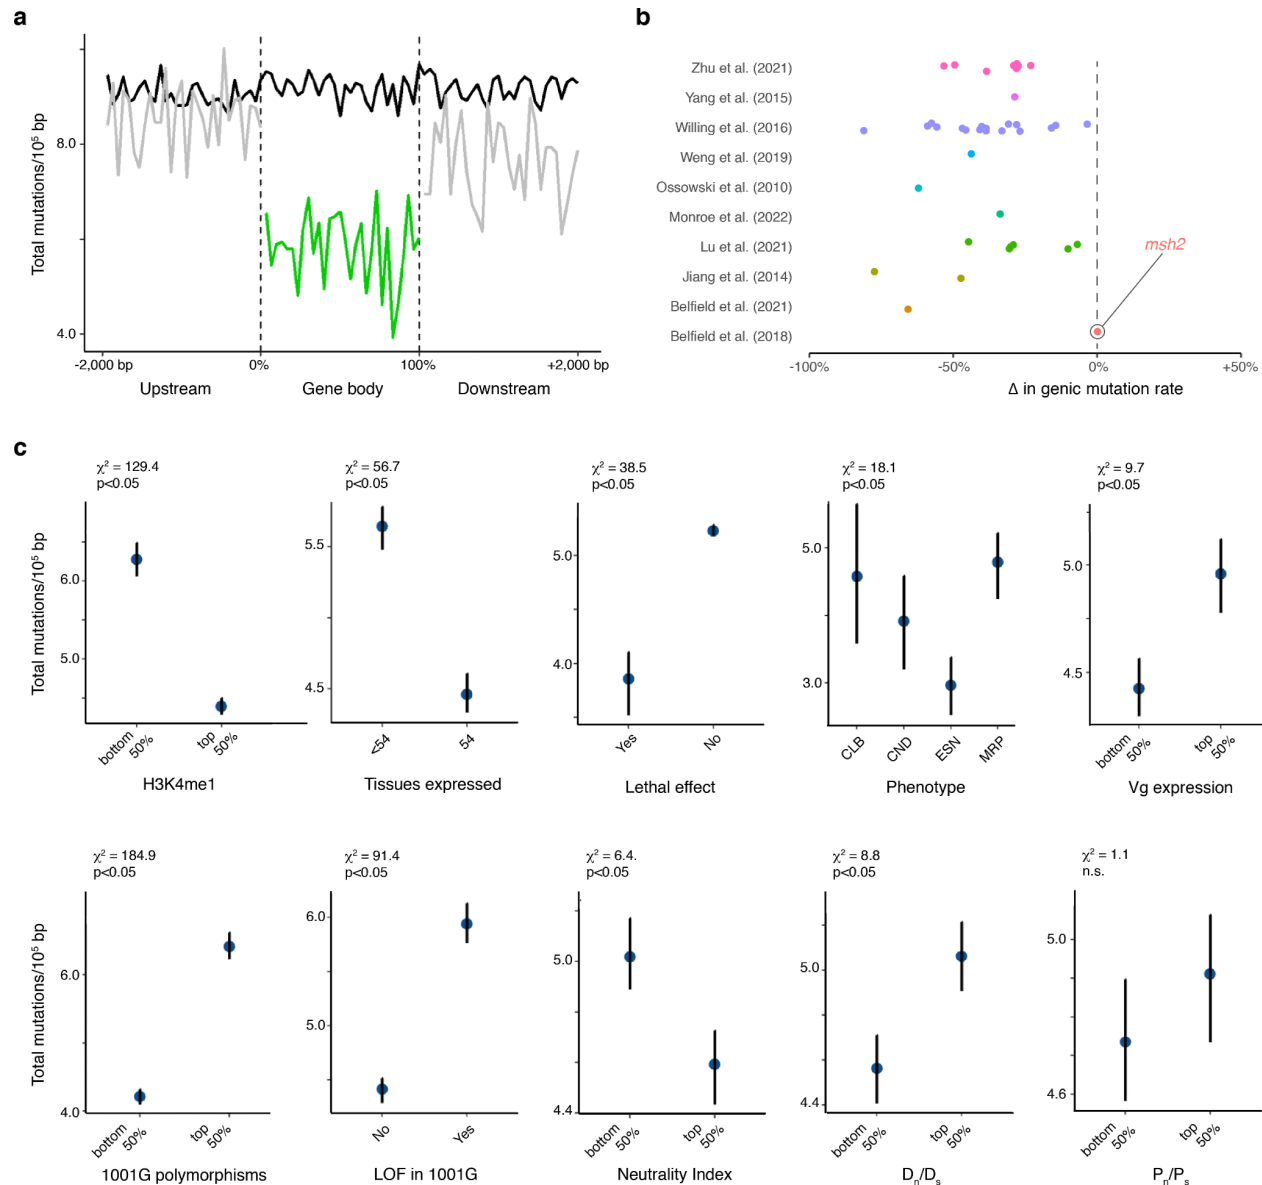 a
Total mutations/10⁵ bp
8.0
4.0
-2,000 bp
0%
100%
+2,000 bp
Upstream
Gene body
Downstream
b
Zhu et al. (2021)
Yang et al. (2015)
Willing et al. (2016)
Weng et al. (2019)
Ossowski et al. (2010)
Monroe et al. (2022)
Lu et al. (2021)
Jiang et al. (2014)
Belfield et al. (2021)
Belfield et al. (2018)
msh2
-100%
-50%
0%
+50%
Δ in genic mutation rate
c
Total mutations/10⁵ bp
χ² = 129.4
p<0.05
6.0
5.0
bottom 50%
top 50%
H3K4me1
χ² = 56.7
p<0.05
5.5
4.5
<54
54
Tissues expressed
χ² = 38.5
p<0.05
5.0
4.0
Yes
No
Lethal effect
χ² = 18.1
p<0.05
5.0
3.0
CLB
CND
ESN
MRP
Phenotype
χ² = 9.7
p<0.05
5.0
4.5
bottom 50%
top 50%
Vg expression
Total mutations/10⁵ bp
χ² = 184.9
p<0.05
6.0
4.0
bottom 50%
top 50%
1001G polymorphisms
χ² = 91.4
p<0.05
6.0
5.0
No
Yes
LOF in 1001G
χ² = 6.4.
p<0.05
5.0
4.4
bottom 50%
top 50%
Neutrality Index
χ² = 8.8
p<0.05
5.0
4.4
bottom 50%
top 50%
Dₙ/Dₛ
χ² = 1.1
n.s.
5.0
4.6
bottom 50%
top 50%
Pₙ/Pₛ